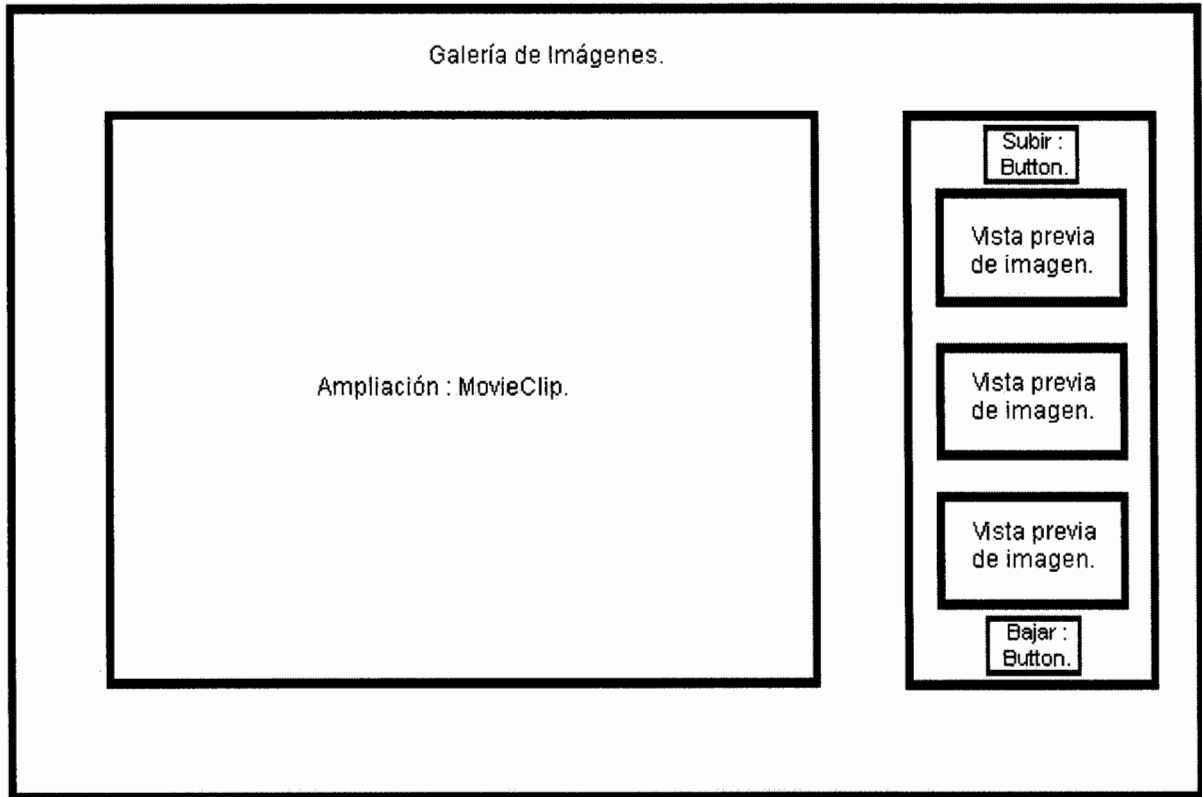 Galería de Imágenes.
Ampliación : MovieClip.
Subir :
Button.
Vista previa
de imagen.
Vista previa
de imagen.
Vista previa
de imagen.
Bajar :
Button.